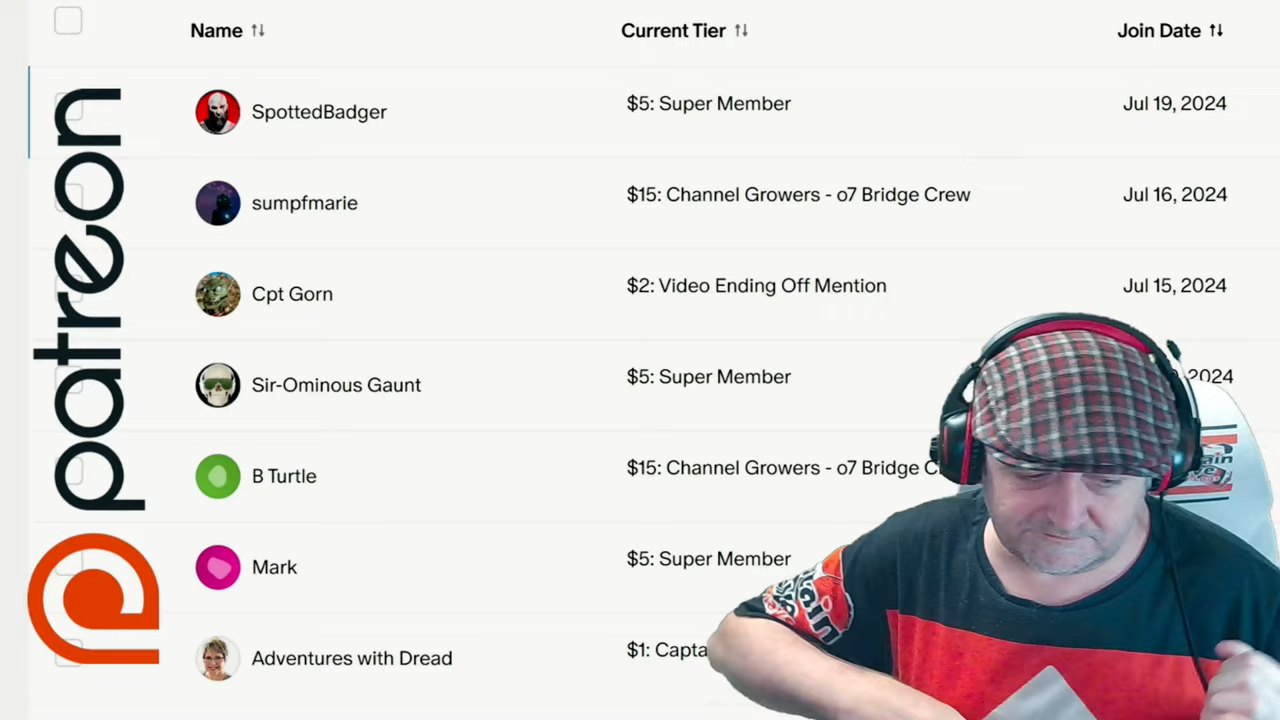 Name Current Tier Join Date
SpottedBadger $5: Super Member Jul 19, 2024
sumpfmarie $15: Channel Growers - o7 Bridge Crew Jul 16, 2024
Cpt Gorn $2: Video Ending Off Mention Jul 15, 2024
Sir-Ominous Gaunt $5: Super Member 2024
B Turtle $15: Channel Growers - o7 Bridge C
Mark $5: Super Member
Adventures with Dread $1: Capta
patreon